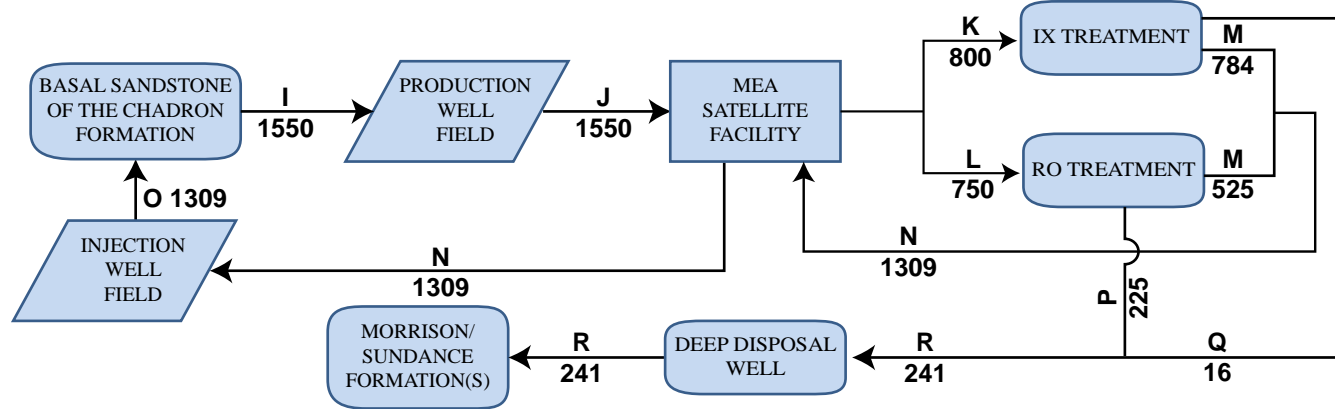 BASAL SANDSTONE
OF THE CHADRON
FORMATION
I
1550
PRODUCTION
WELL
FIELD
J
1550
MEA
SATELLITE
FACILITY
K
800
IX TREATMENT
M
784
L
750
RO TREATMENT
M
525
O 1309
INJECTION
WELL
FIELD
N
1309
N
1309
P
225
MORRISON/
SUNDANCE
FORMATION(S)
R
241
DEEP DISPOSAL
WELL
R
241
Q
16